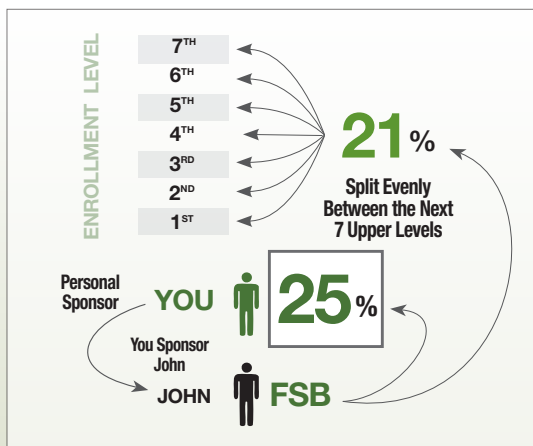 ENROLLMENT LEVEL
7TH
6TH
5TH
4TH
3RD
2ND
1ST
21%
Split Evenly
Between the Next
7 Upper Levels
Personal
Sponsor
YOU
25%
You Sponsor
John
JOHN
FSB